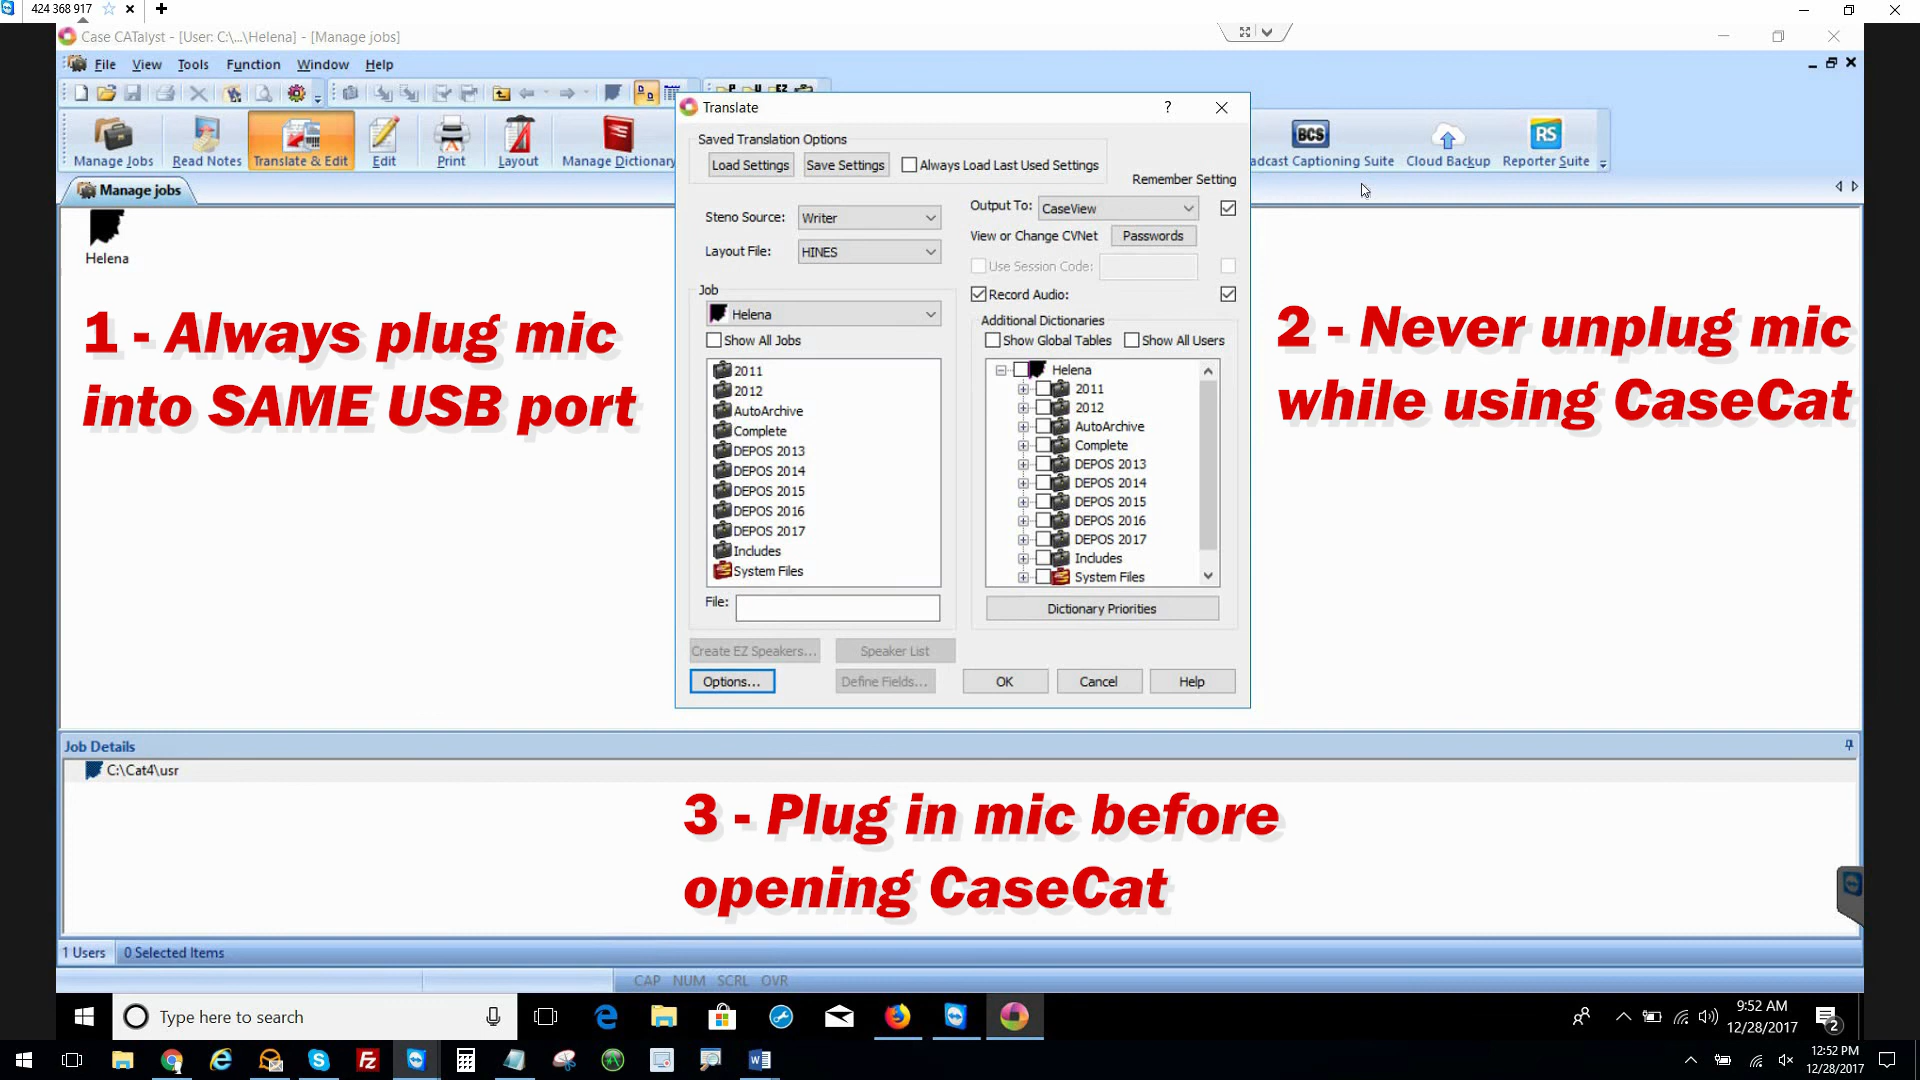 424 368 917
Case CATalyst - [User: C:\...\Helena] - [Manage jobs]
File View Tools Function Window Help
Manage Jobs Read Notes Translate & Edit Edit Print Layout Manage Dictionary
adcast Captioning Suite Cloud Backup Reporter Suite
BCS
RS
Manage jobs
Helena
Translate
?
Saved Translation Options
Load Settings Save Settings Always Load Last Used Settings
Remember Setting
Steno Source: Writer
Output To: CaseView
View or Change CVNet Passwords
Layout File: HINES
Use Session Code:
Job
Record Audio:
Helena
Show All Jobs
2011
2012
AutoArchive
Complete
DEPOS 2013
DEPOS 2014
DEPOS 2015
DEPOS 2016
DEPOS 2017
Includes
System Files
File:
Additional Dictionaries
Show Global Tables Show All Users
Helena
2011
2012
AutoArchive
Complete
DEPOS 2013
DEPOS 2014
DEPOS 2015
DEPOS 2016
DEPOS 2017
Includes
System Files
Dictionary Priorities
Create EZ Speakers... Speaker List
Options... Define Fields... OK Cancel Help
1 - Always plug mic
into SAME USB port
2 - Never unplug mic
while using CaseCat
Job Details
C:\Cat4\usr
3 - Plug in mic before
opening CaseCat
1 Users 0 Selected Items
CAP NUM SCRL OVR
Type here to search
9:52 AM
12/28/2017
2
12:52 PM
12/28/2017